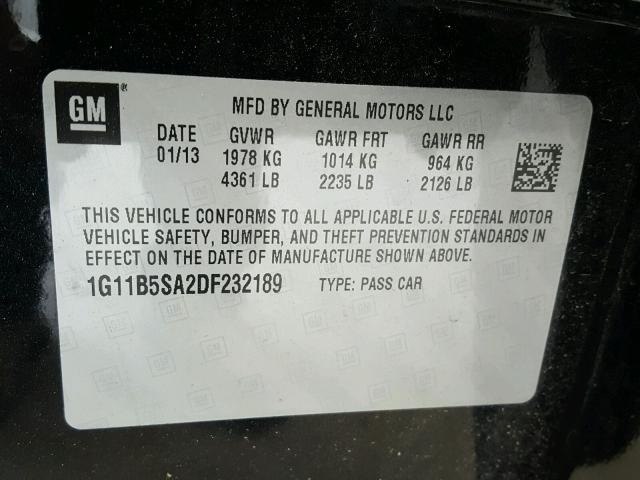 GM®
MFD BY GENERAL MOTORS LLC
DATE GVWR GAWR FRT GAWR RR
01/13 1978 KG 1014 KG 964 KG
4361 LB 2235 LB 2126 LB
THIS VEHICLE CONFORMS TO ALL APPLICABLE U.S. FEDERAL MOTOR
VEHICLE SAFETY, BUMPER, AND THEFT PREVENTION STANDARDS IN
EFFECT ON THE DATE OF MANUFACTURE SHOWN ABOVE.
1G11B5SA2DF232189 TYPE: PASS CAR